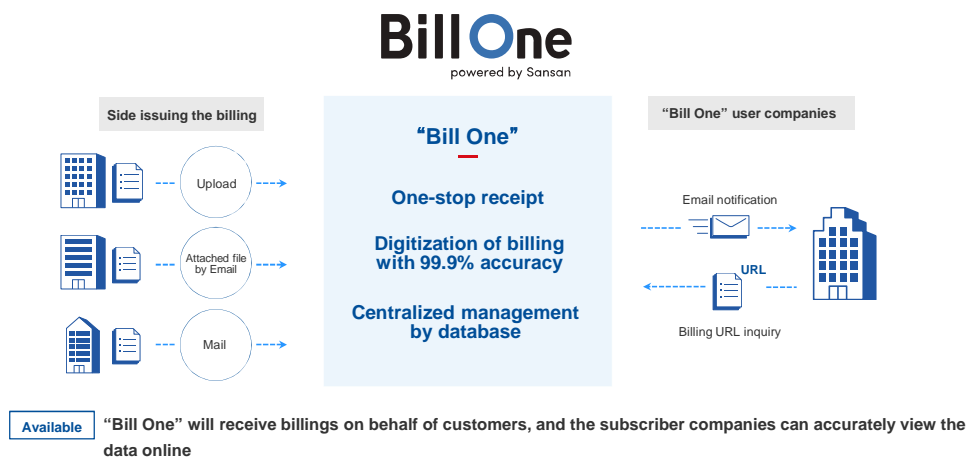 Bill One
powered by Sansan
Side issuing the billing
Upload
Attached file
by Email
Mail
“Bill One”
One-stop receipt
Digitization of billing
with 99.9% accuracy
Centralized management
by database
“Bill One” user companies
Email notification
URL
Billing URL inquiry
Available
“Bill One” will receive billings on behalf of customers, and the subscriber companies can accurately view the
data online